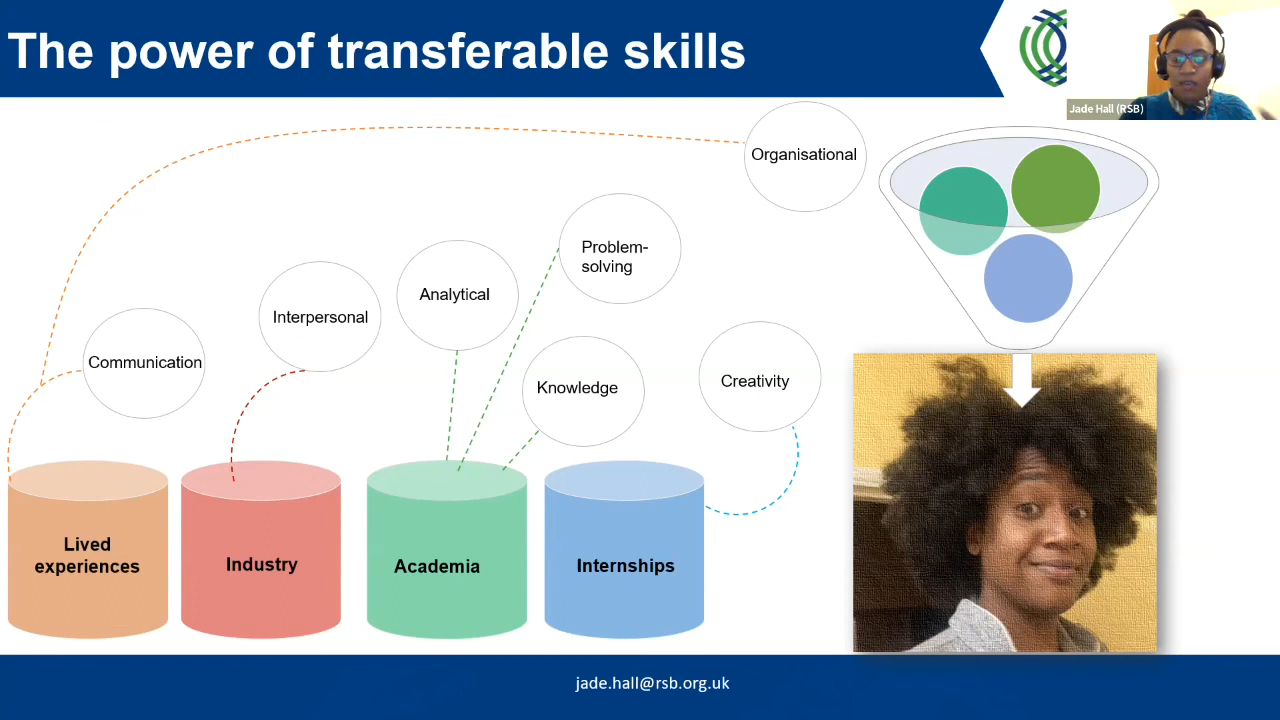 The power of transferable skills
Jade Hall (RSB)
Organisational
Problem-
solving
Analytical
Interpersonal
Communication
Knowledge
Creativity
Lived
experiences
Industry
Academia
Internships
jade.hall@rsb.org.uk